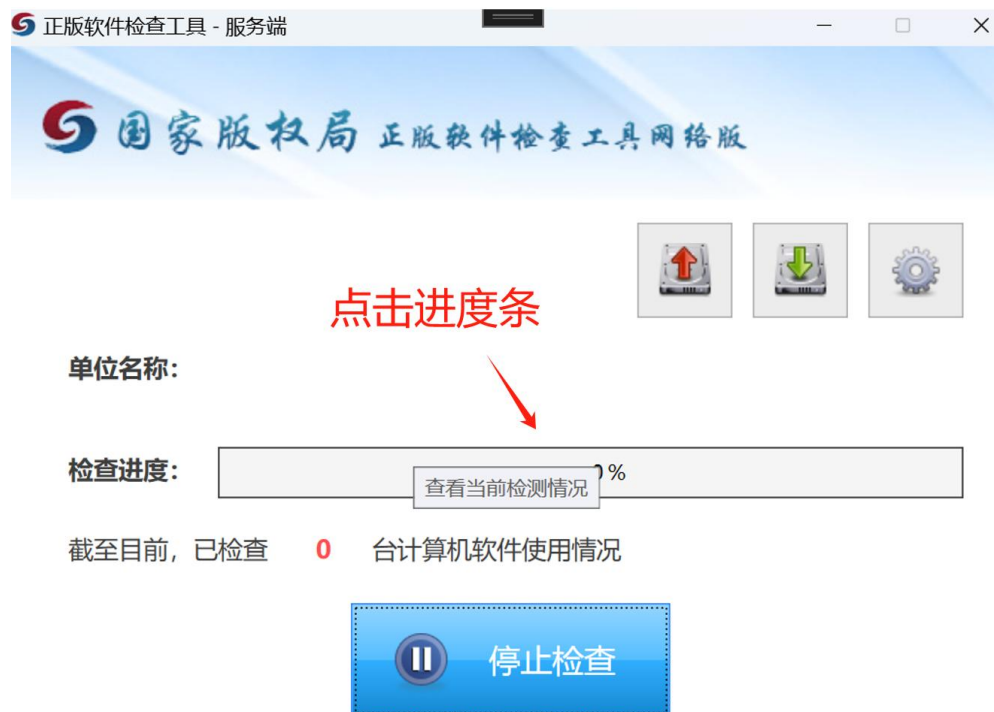 正版软件检查工具 - 服务端
国家版权局 正版软件检查工具网络版
点击进度条
单位名称：
检查进度：
0%
查看当前检测情况
截至目前，已检查 0 台计算机软件使用情况
停止检查